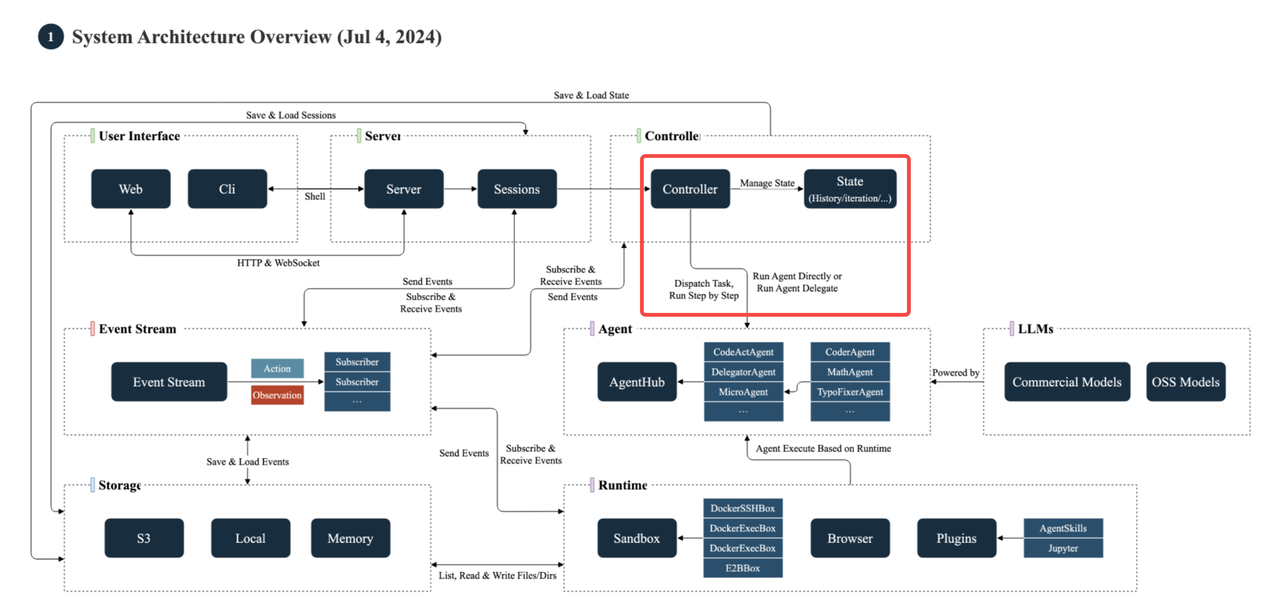 1 System Architecture Overview (Jul 4, 2024)
Save & Load State
Save & Load Sessions
User Interface
Server
Controlle
Web
Cli
Shell
Server
Sessions
Controller
Manage State
State
(History/iteration/...)
HTTP & WebSocket
Send Events
Subscribe &
Receive Events
Subscribe &
Receive Events
Send Events
Dispatch Task,
Run Step by Step
Run Agent Directly or
Run Agent Delegate
Event Stream
Event Stream
Action
Observation
Subscriber
Subscriber
...
Agent
AgentHub
CodeActAgent
DelegatorAgent
MicroAgent
...
CoderAgent
MathAgent
TypoFixerAgent
...
Powered by
LLMs
Commercial Models
OSS Models
Save & Load Events
Send Events
Subscribe &
Receive Events
Agent Execute Based on Runtime
Storage
S3
Local
Memory
List, Read & Write Files/Dirs
Runtime
Sandbox
DockerSSHBox
DockerExecBox
DockerExecBox
E2BBox
Browser
Plugins
AgentSkills
Jupyter